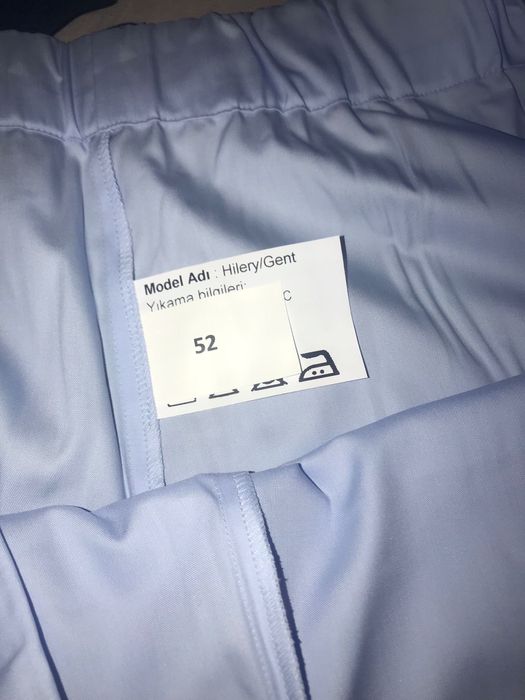 Model Adı : Hilery/Gent
Yıkama bilgileri:
C
52